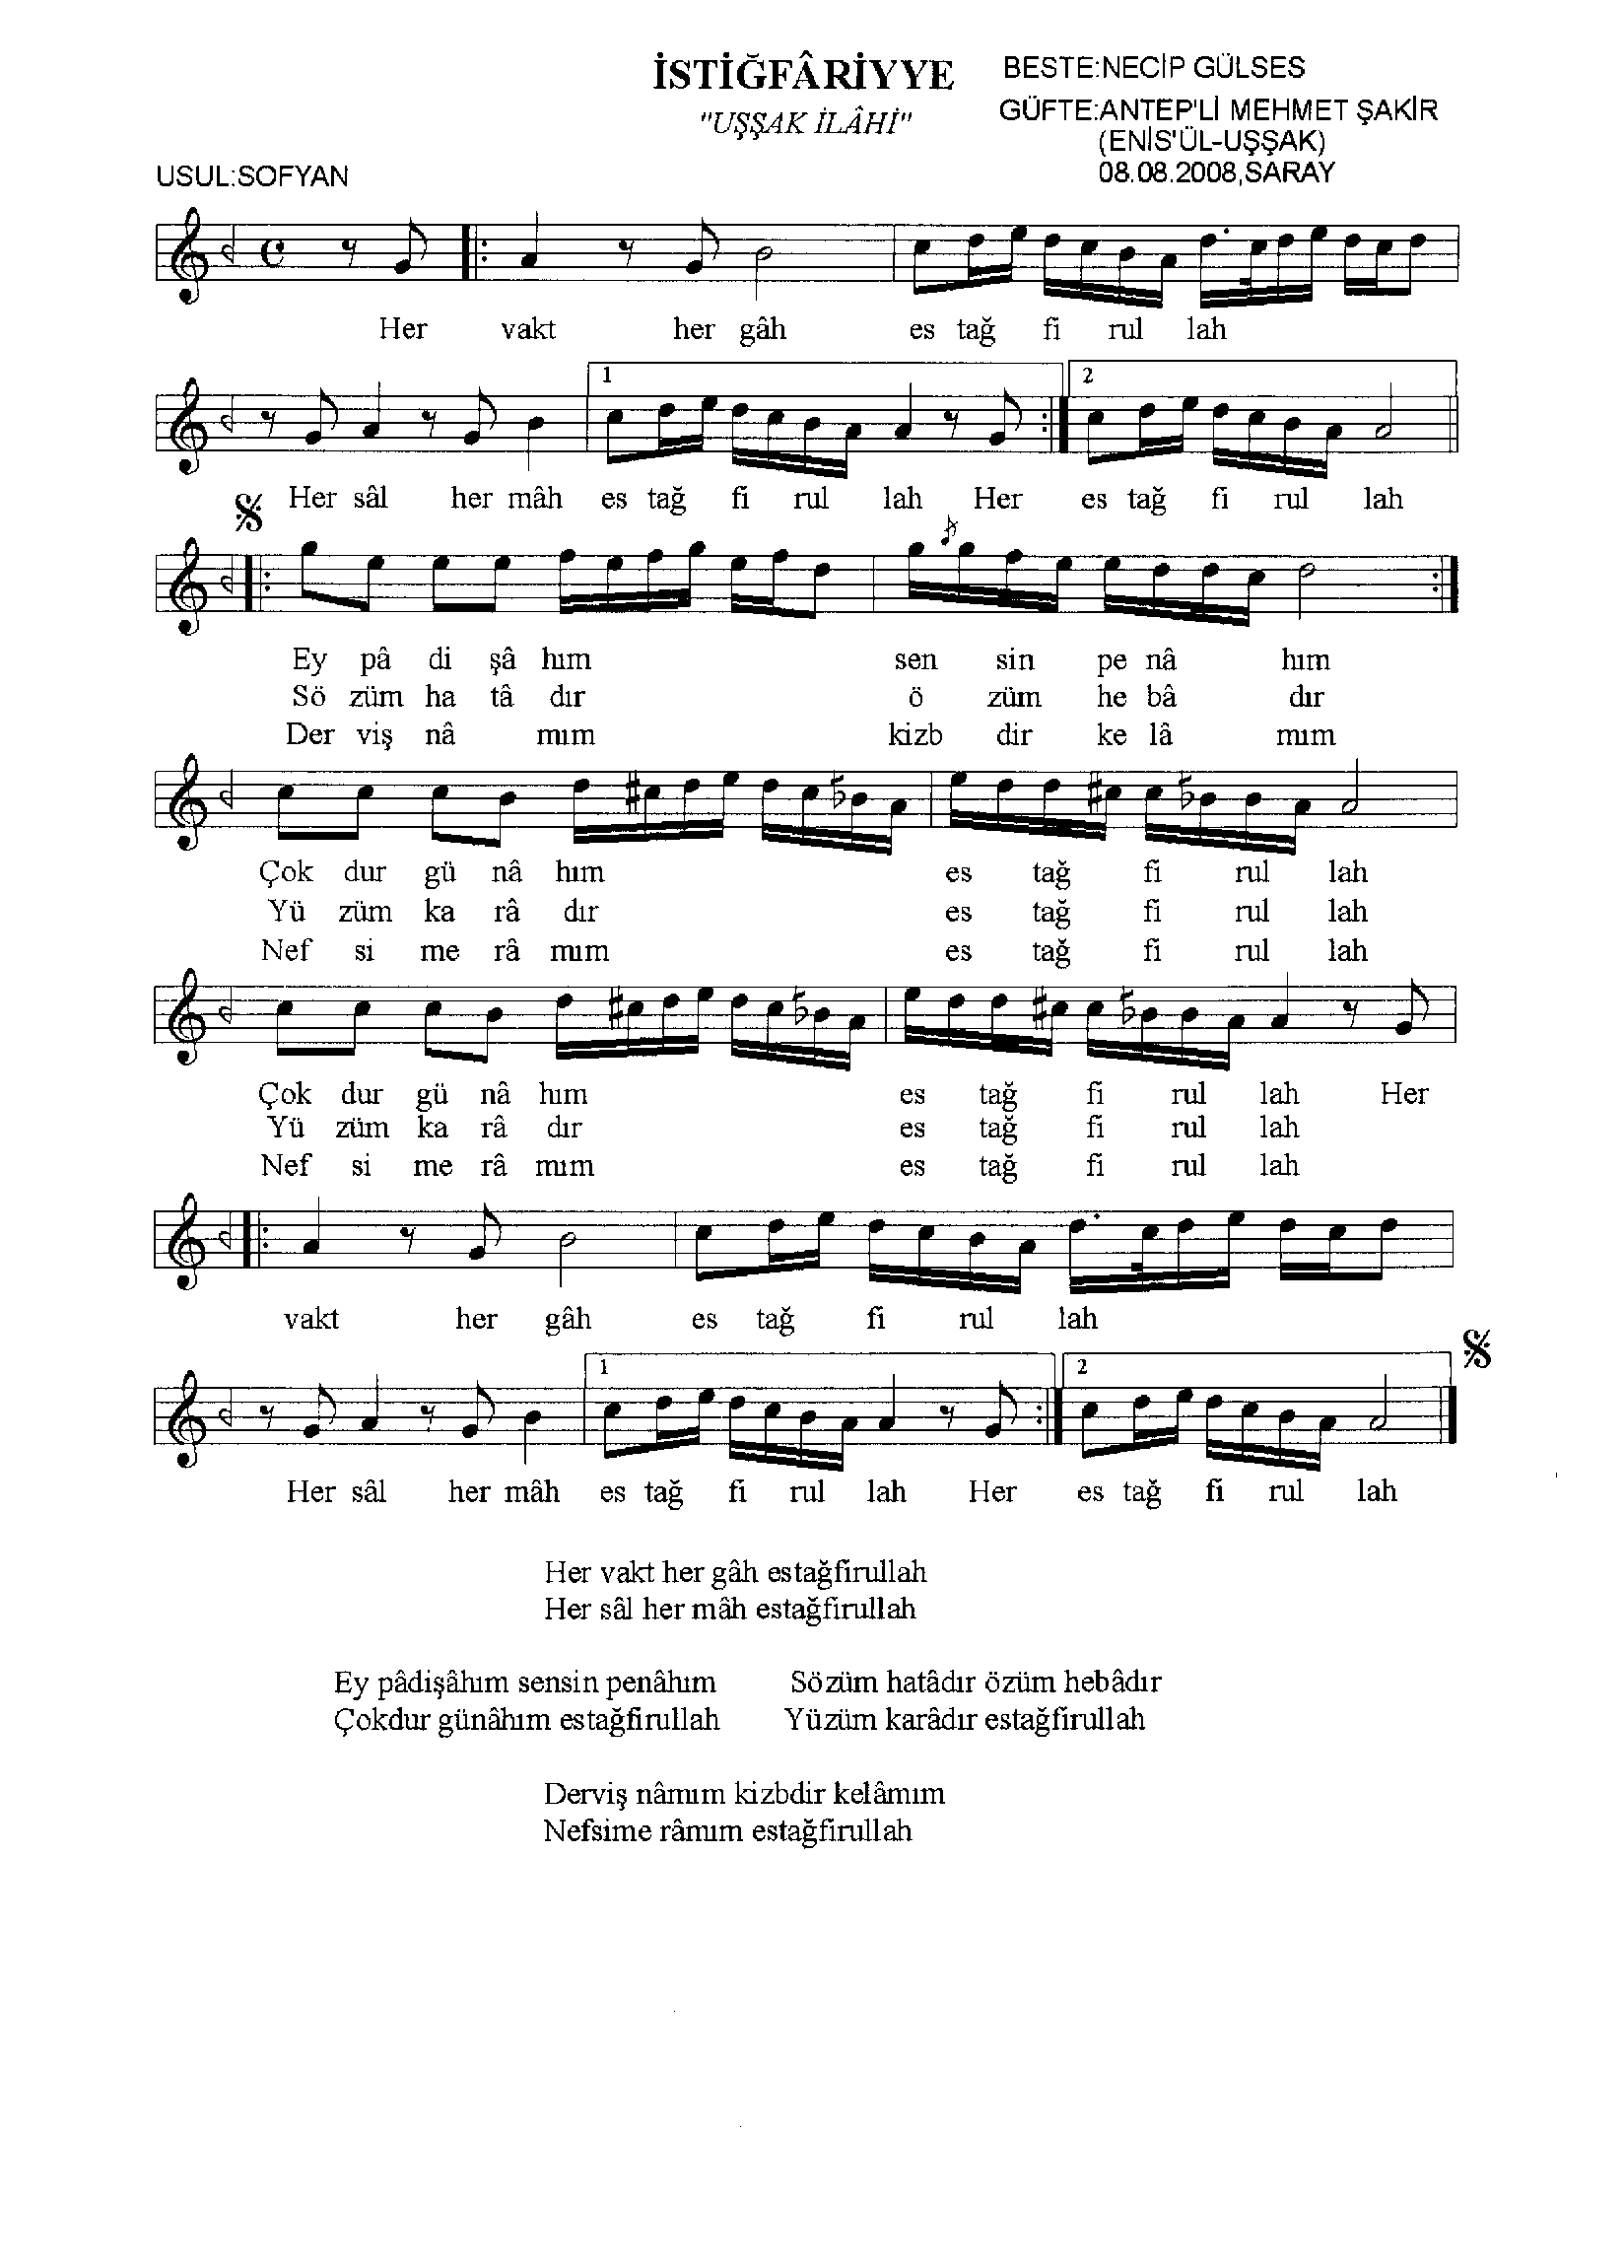 İSTİĞFÂRİYYE
"UŞŞAK İLÂHİ"
BESTE:NECİP GÜLSES
GÜFTE:ANTEP'Lİ MEHMET ŞAKİR
(ENİS'ÜL-UŞŞAK)
08.08.2008,SARAY
USUL:SOFYAN
Her vakt her gâh es tağ fi rul lah
1 2
Her sâl her mâh es tağ fi rul lah Her es tağ fi rul lah
Ey pâ di şâ hım sen sin pe nâ hım
Sö züm ha tâ dır ö züm he bâ dır
Der viş nâ mım kizb dir ke lâ mım
Çok dur gü nâ hım es tağ fi rul lah
Yü züm ka râ dır es tağ fi rul lah
Nef si me râ mım es tağ fi rul lah
Çok dur gü nâ hım es tağ fi rul lah Her
Yü züm ka râ dır es tağ fi rul lah
Nef si me râ mım es tağ fi rul lah
vakt her gâh es tağ fi rul lah
1 2
Her sâl her mâh es tağ fi rul lah Her es tağ fi rul lah
Her vakt her gâh estağfirullah
Her sâl her mâh estağfirullah
Ey pâdişâhım sensin penâhım
Çokdur günâhım estağfirullah
Sözüm hatâdır özüm hebâdır
Yüzüm karâdır estağfirullah
Derviş nâmım kizbdir kelâmım
Nefsime râmım estağfirullah